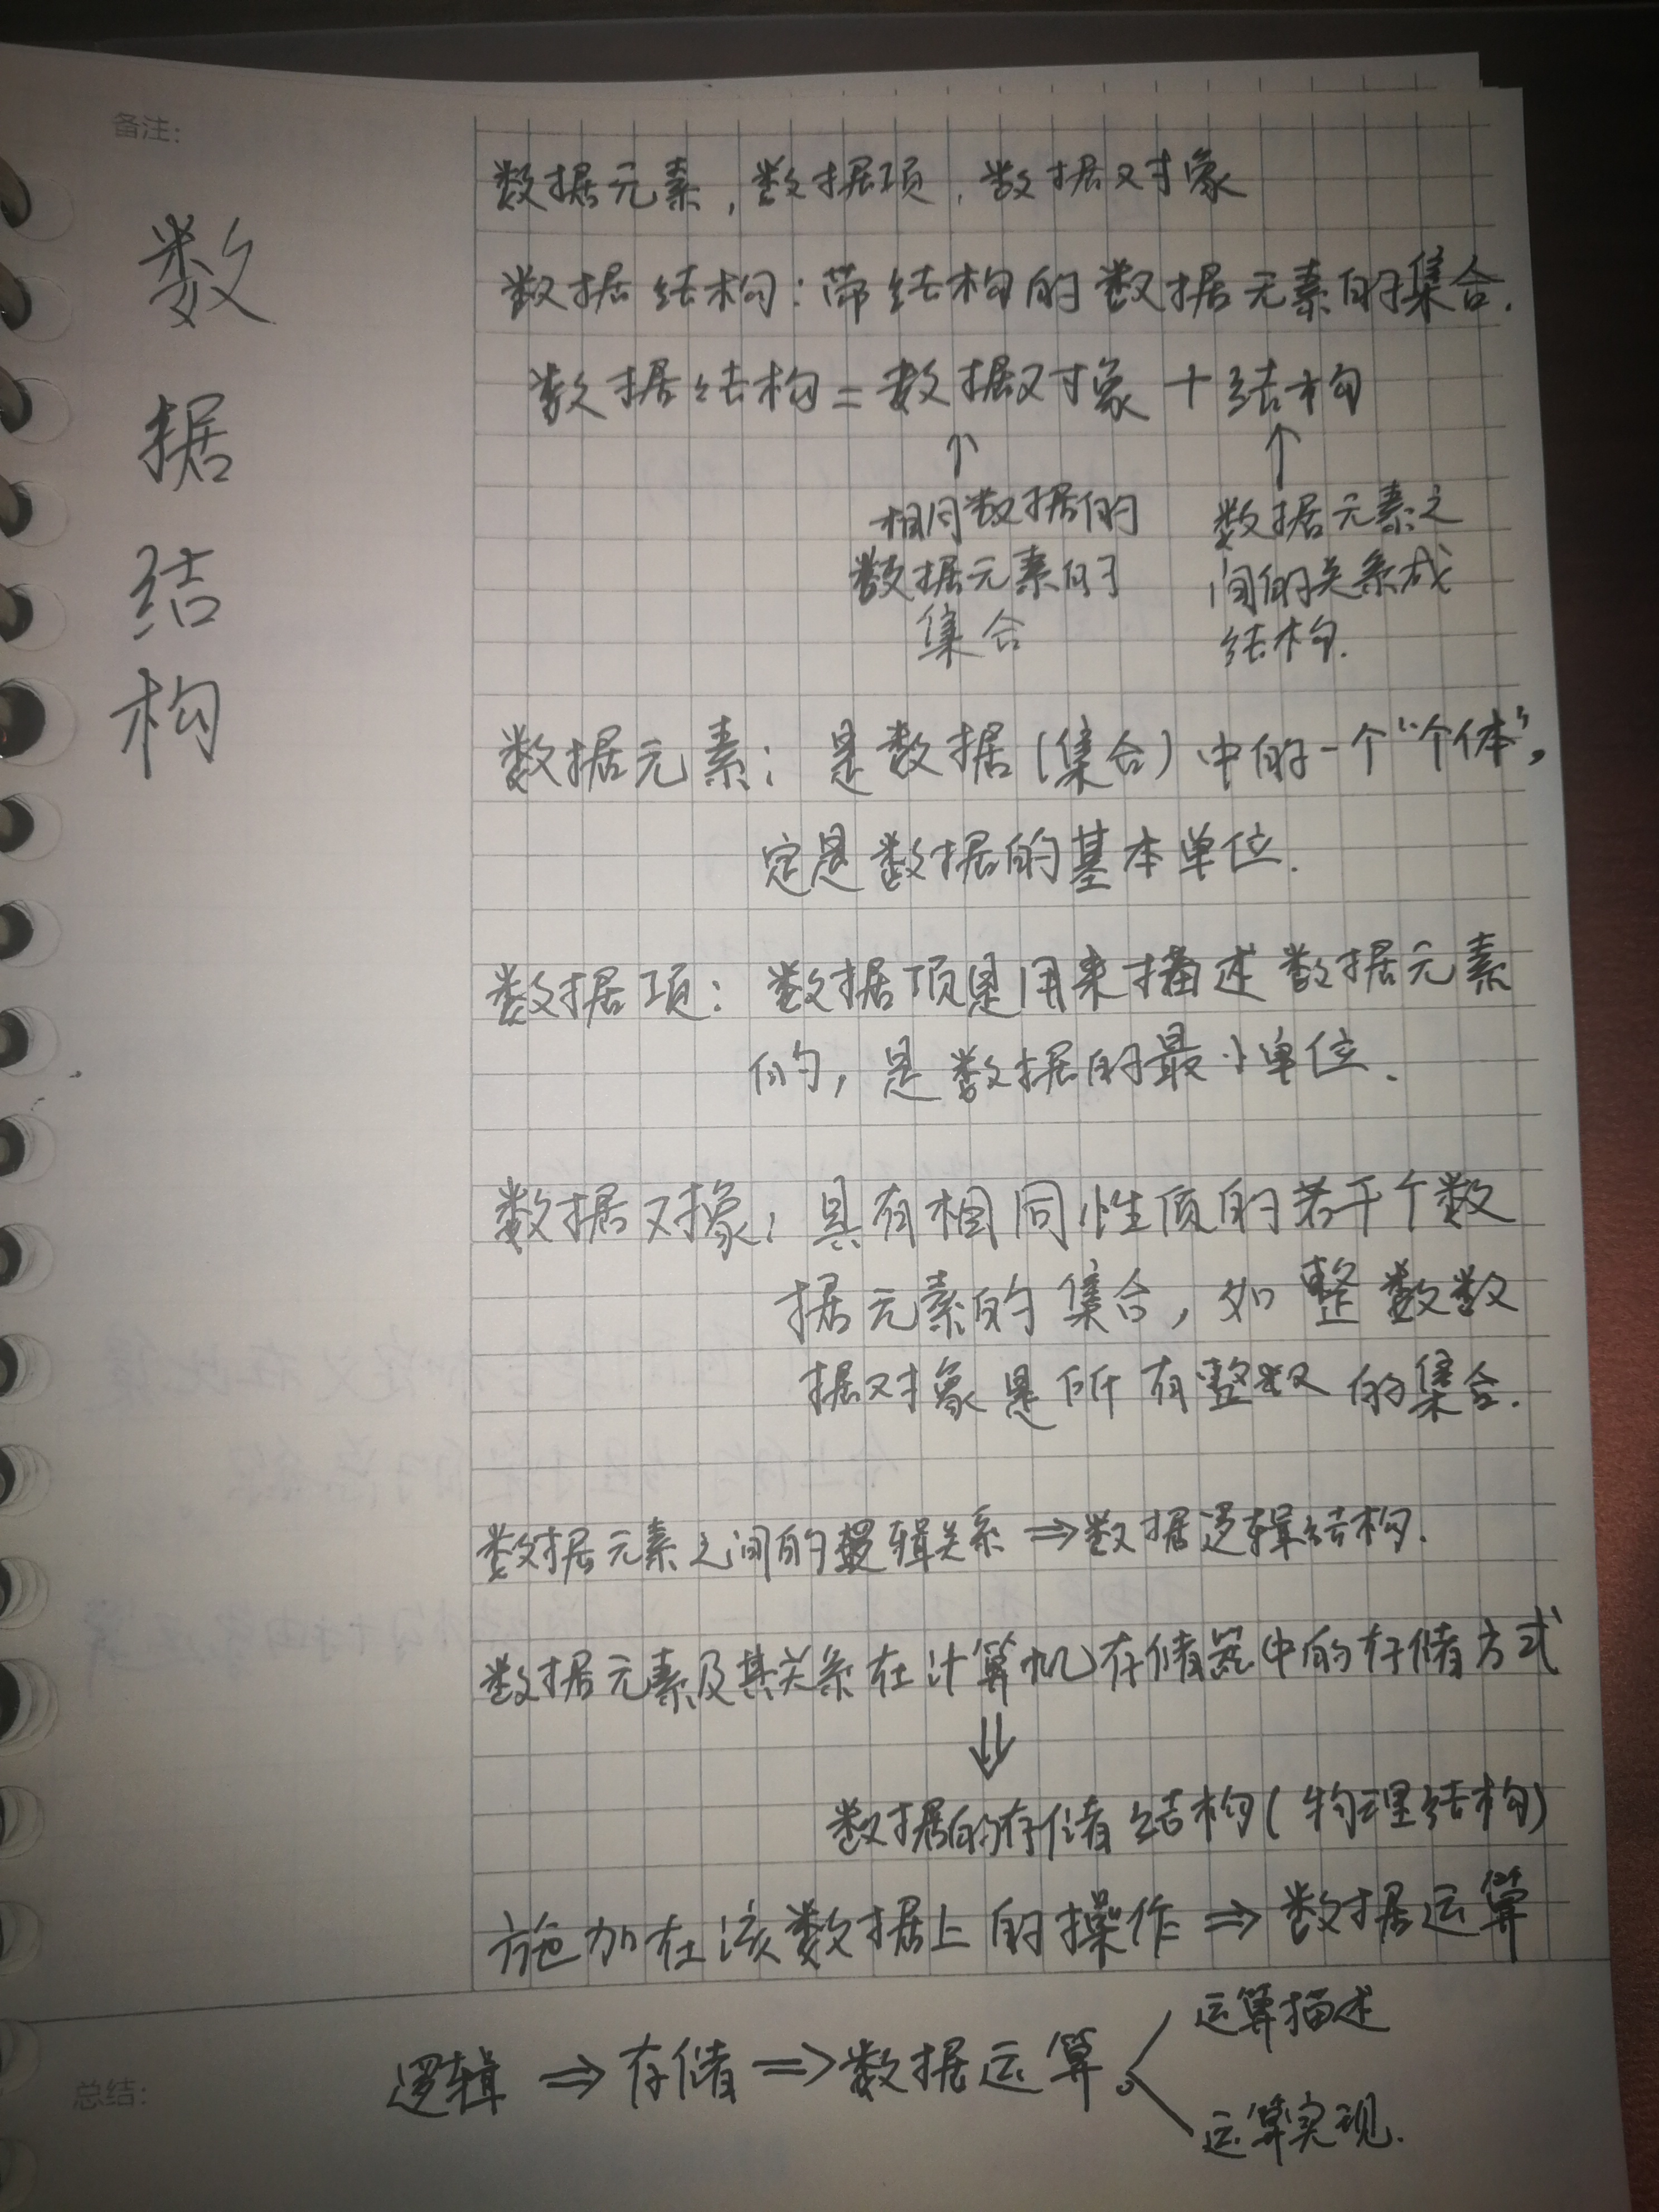 备注:
数
据
结
构
数据元素,数据项,数据对象
数据结构:带结构的数据元素的集合.
数据结构=数据对象+结构
↑ ↑
相同数据的
数据元素的
集合
数据元素之
间的关系成
结构.
数据元素: 是数据(集合)中的一个"个体",
定是数据的基本单位.
数据项: 数据项是用来描述数据元素
的,是数据的最小单位.
数据对象: 具有相同性质的若干个数
据元素的集合,如整数数
据对象是所有整数的集合.
数据元素之间的逻辑关系⇒数据逻辑结构.
数据元素及其关系在计算机存储器中的存储方式
⇓
数据的存储结构(物理结构)
施加在该数据上的操作⇒数据运算
总结:
逻辑⇒存储⇒数据运算.
运算描述
运算实现.